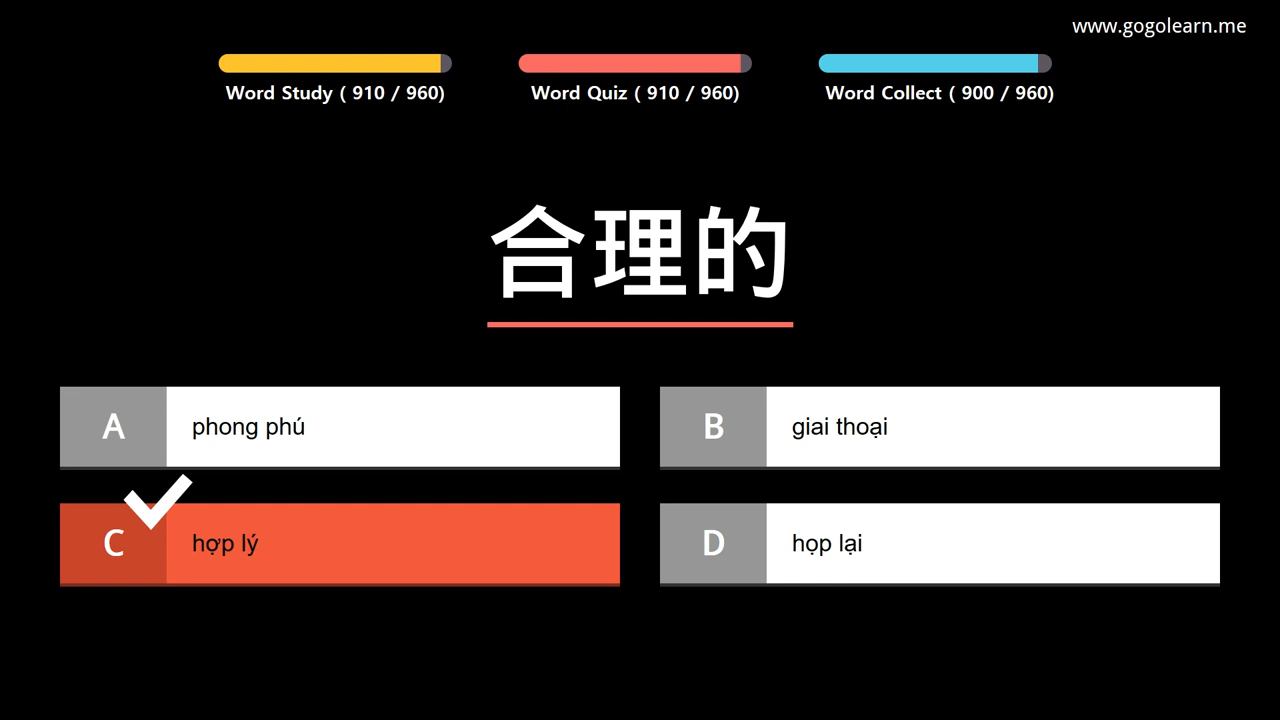 www.gogolearn.me
Word Study ( 910 / 960)
Word Quiz ( 910 / 960)
Word Collect ( 900 / 960)
合理的
A phong phú
B giai thoại
C hợp lý
D họp lại